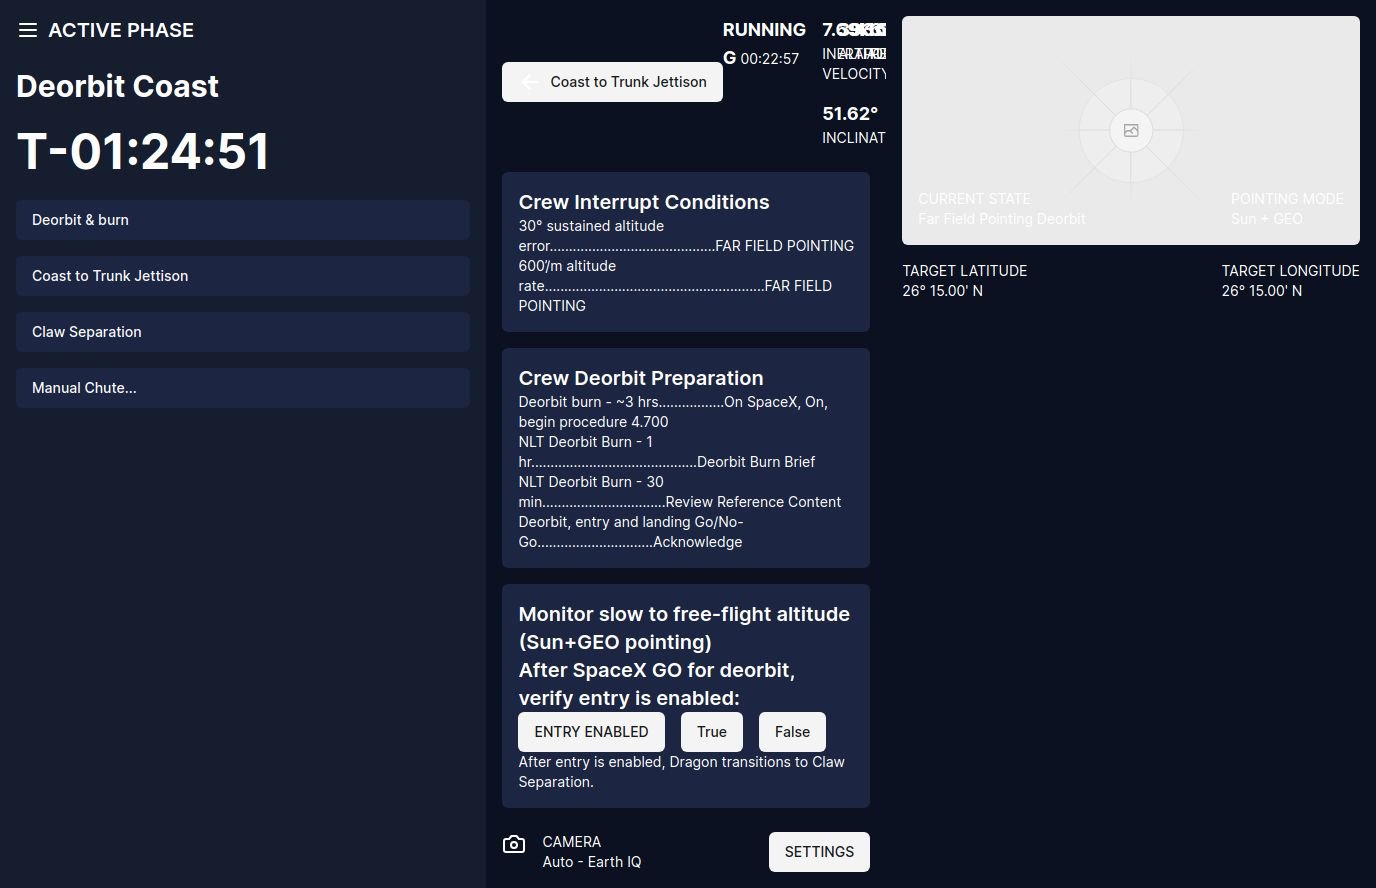 ACTIVE PHASE
Deorbit Coast
T-01:24:51
Deorbit & burn
Coast to Trunk Jettison
Claw Separation
Manual Chute...
Coast to Trunk Jettison
RUNNING
G 00:22:57
VELOCITY
51.62°
INCLINAT
Crew Interrupt Conditions
30° sustained altitude
error...........................................FAR FIELD POINTING
600'/m altitude
rate.........................................................FAR FIELD
POINTING
Crew Deorbit Preparation
Deorbit burn - ~3 hrs.................On SpaceX, On,
begin procedure 4.700
NLT Deorbit Burn - 1
hr...........................................Deorbit Burn Brief
NLT Deorbit Burn - 30
min................................Review Reference Content
Deorbit, entry and landing Go/No-
Go..............................Acknowledge
Monitor slow to free-flight altitude
(Sun+GEO pointing)
After SpaceX GO for deorbit,
verify entry is enabled:
ENTRY ENABLED True False
After entry is enabled, Dragon transitions to Claw
Separation.
CAMERA
Auto - Earth IQ
SETTINGS
CURRENT STATE
Far Field Pointing Deorbit
POINTING MODE
Sun + GEO
TARGET LATITUDE
26° 15.00' N
TARGET LONGITUDE
26° 15.00' N